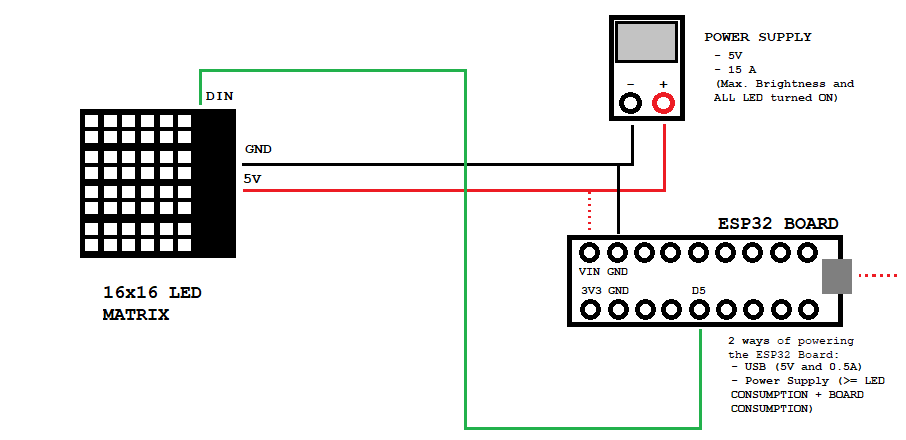 POWER SUPPLY
- 5V
- 15 A
(Max. Brightness and
ALL LED turned ON)
- +
DIN
GND
5V
ESP32 BOARD
VIN GND
3V3 GND D5
16x16 LED
MATRIX
2 ways of powering
the ESP32 Board:
- USB (5V and 0.5A)
- Power Supply (>= LED
CONSUMPTION + BOARD
CONSUMPTION)